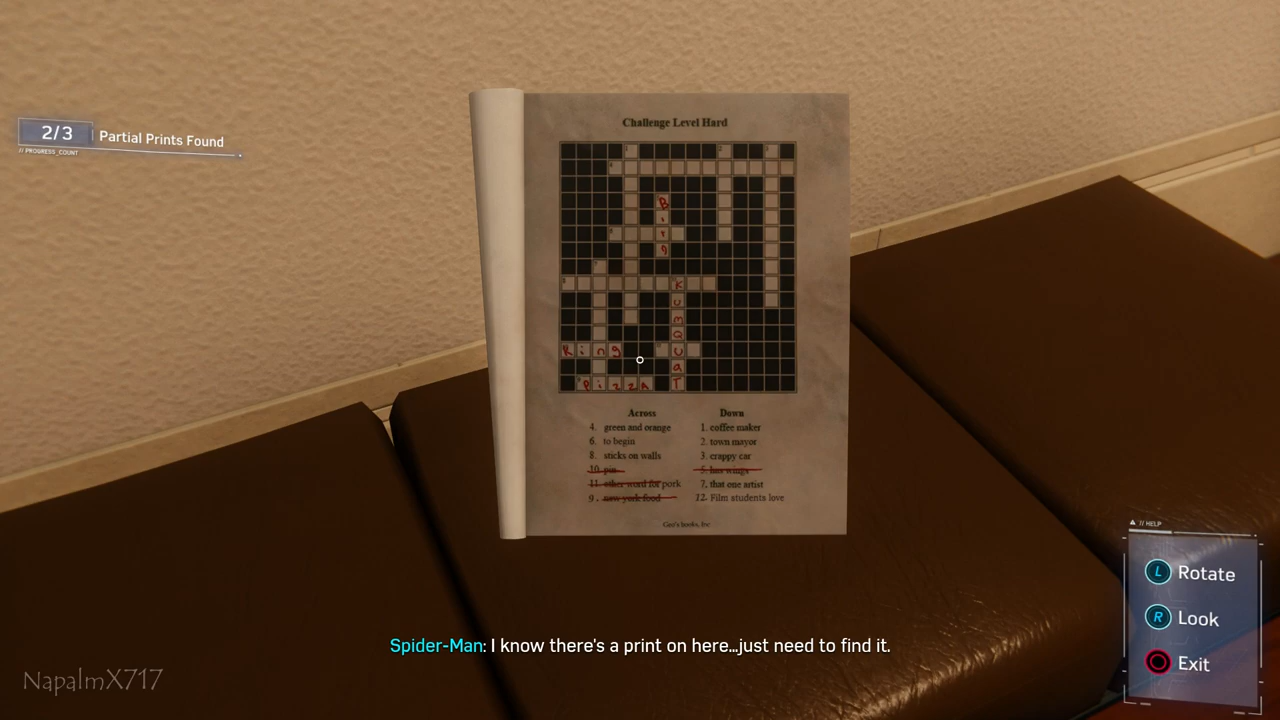 2/3 Partial Prints Found
// PROGRESS_COUNT
Challenge Level Hard
Birg
KUMQUaT
King
Pizza
Across
4. green and orange
6. to begin
8. sticks on walls
10. pin
11. other word for pork
9. new york food
Down
1. coffee maker
2. town mayor
3. crappy car
5. has wings
7. that one artist
12. Film students love
// HELP
L Rotate
R Look
Exit
Spider-Man: I know there's a print on here...just need to find it.
NapalmX717